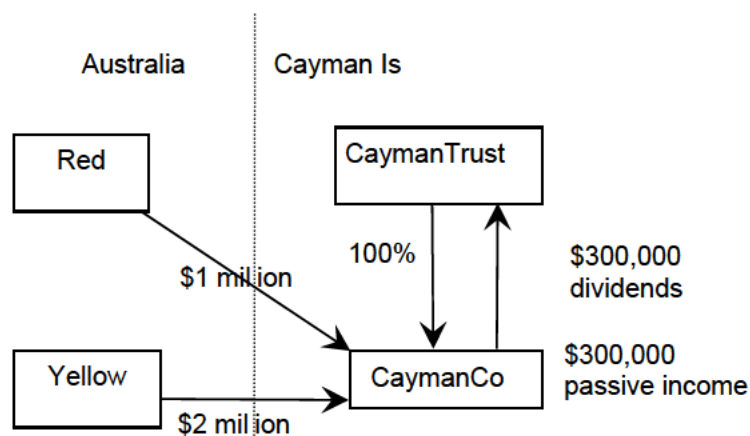 Australia
Cayman Is
Red
CaymanTrust
100%
$300,000
dividends
$1 million
Yellow
CaymanCo
$300,000
passive income
$2 million